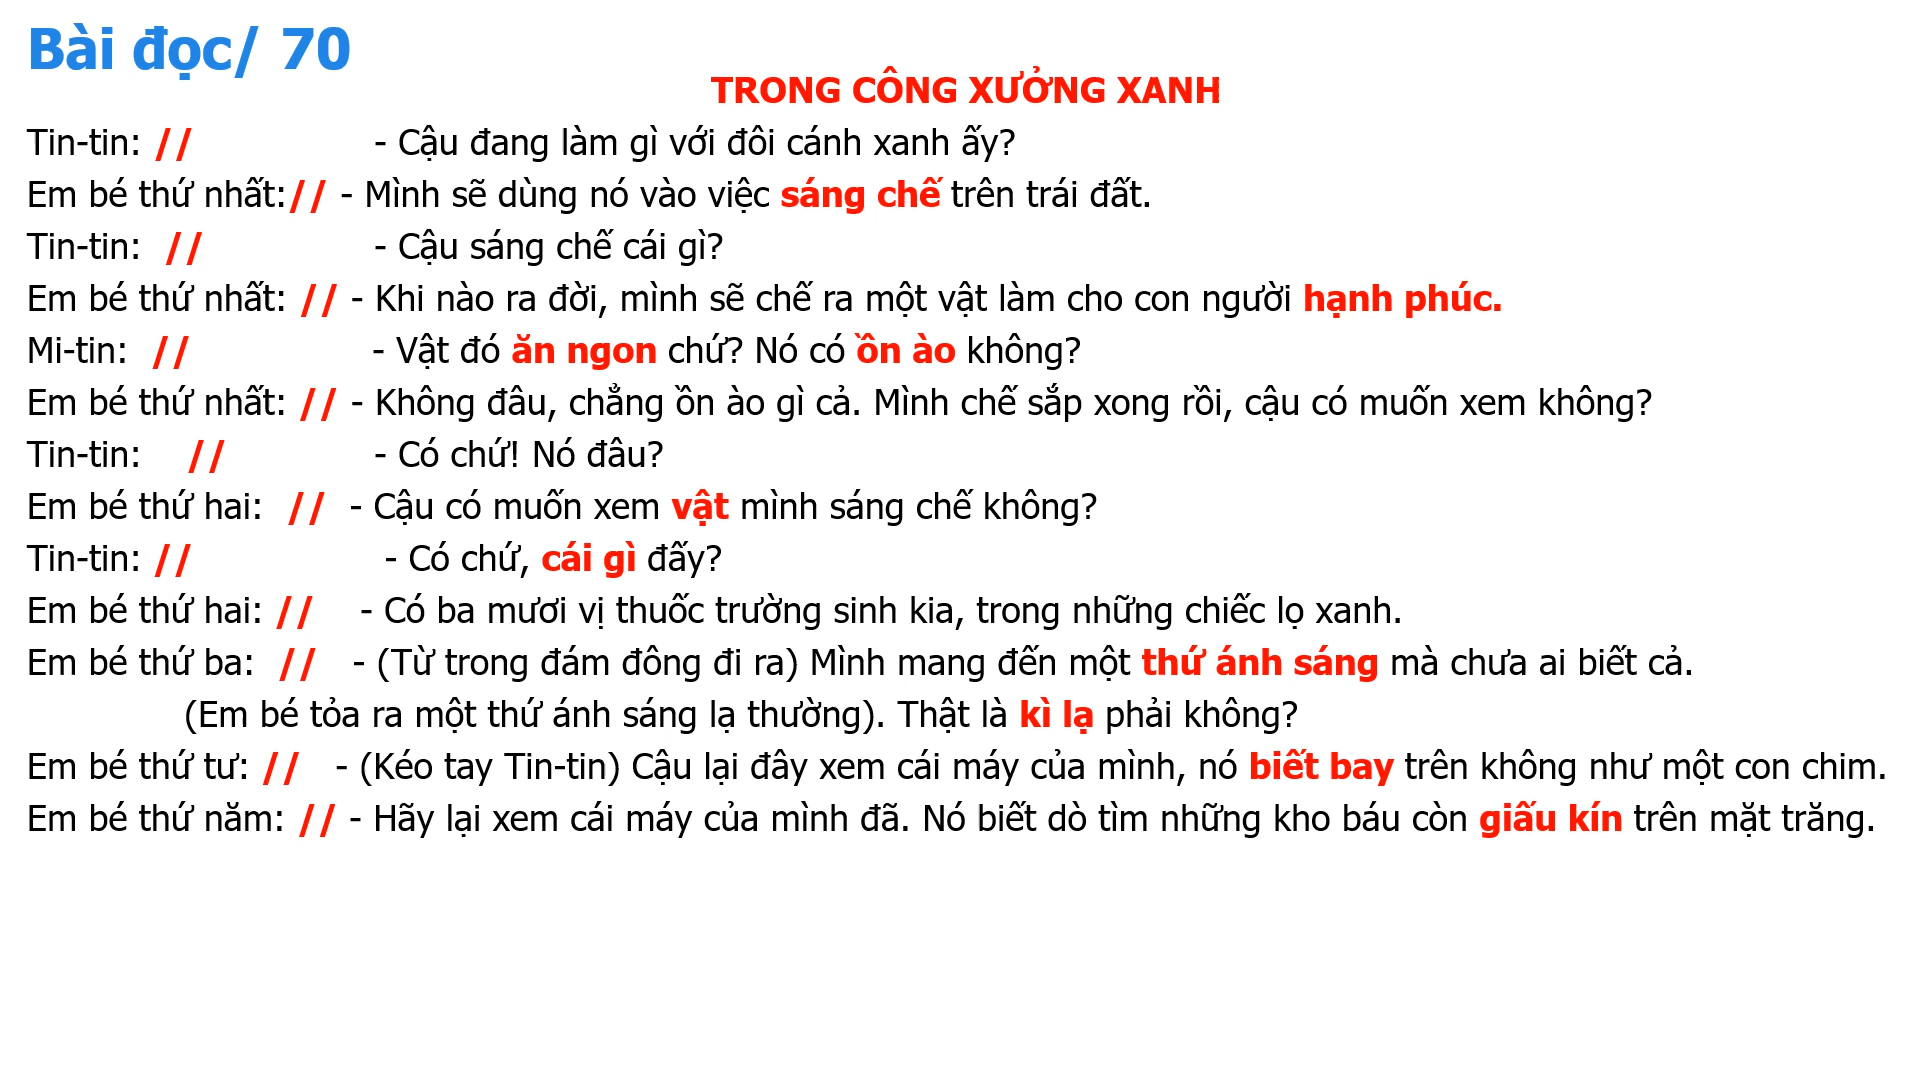 Bài đọc/ 70
TRONG CÔNG XƯỞNG XANH
Tin-tin: // - Cậu đang làm gì với đôi cánh xanh ấy?
Em bé thứ nhất:// - Mình sẽ dùng nó vào việc sáng chế trên trái đất.
Tin-tin: // - Cậu sáng chế cái gì?
Em bé thứ nhất: // - Khi nào ra đời, mình sẽ chế ra một vật làm cho con người hạnh phúc.
Mi-tin: // - Vật đó ăn ngon chứ? Nó có ồn ào không?
Em bé thứ nhất: // - Không đâu, chẳng ồn ào gì cả. Mình chế sắp xong rồi, cậu có muốn xem không?
Tin-tin: // - Có chứ! Nó đâu?
Em bé thứ hai: // - Cậu có muốn xem vật mình sáng chế không?
Tin-tin: // - Có chứ, cái gì đấy?
Em bé thứ hai: // - Có ba mươi vị thuốc trường sinh kia, trong những chiếc lọ xanh.
Em bé thứ ba: // - (Từ trong đám đông đi ra) Mình mang đến một thứ ánh sáng mà chưa ai biết cả.
(Em bé tỏa ra một thứ ánh sáng lạ thường). Thật là kì lạ phải không?
Em bé thứ tư: // - (Kéo tay Tin-tin) Cậu lại đây xem cái máy của mình, nó biết bay trên không như một con chim.
Em bé thứ năm: // - Hãy lại xem cái máy của mình đã. Nó biết dò tìm những kho báu còn giấu kín trên mặt trăng.